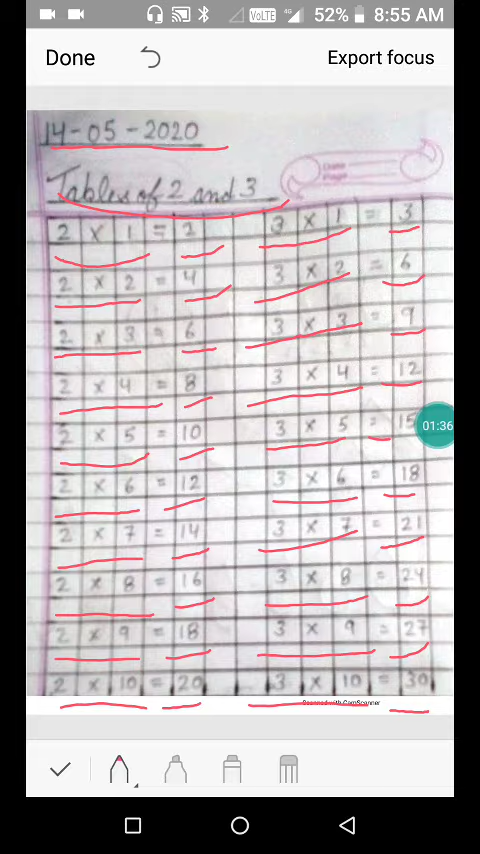 VoLTE 4G 52% 8:55 AM
Done Export focus
14-05-2020
Tables of 2 and 3
2 × 1 = 2 3 × 1 = 3
2 × 2 = 4 3 × 2 = 6
2 × 3 = 6 3 × 3 = 9
2 × 4 = 8 3 × 4 = 12
2 × 5 = 10 3 × 5 = 15
01:36
2 × 6 = 12 3 × 6 = 18
2 × 7 = 14 3 × 7 = 21
2 × 8 = 16 3 × 8 = 24
2 × 9 = 18 3 × 9 = 27
2 × 10 = 20 3 × 10 = 30
Scanned with CamScanner